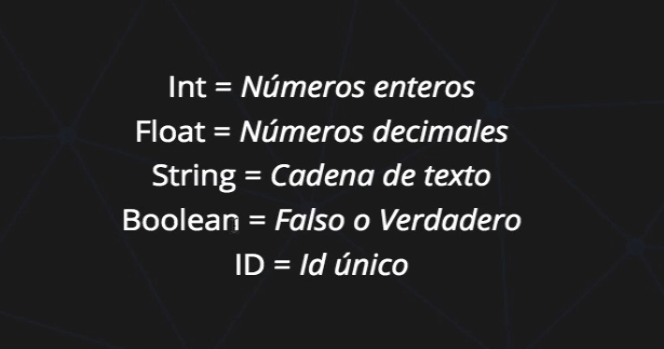 Int = Números enteros
Float = Números decimales
String = Cadena de texto
Boolean = Falso o Verdadero
ID = Id único